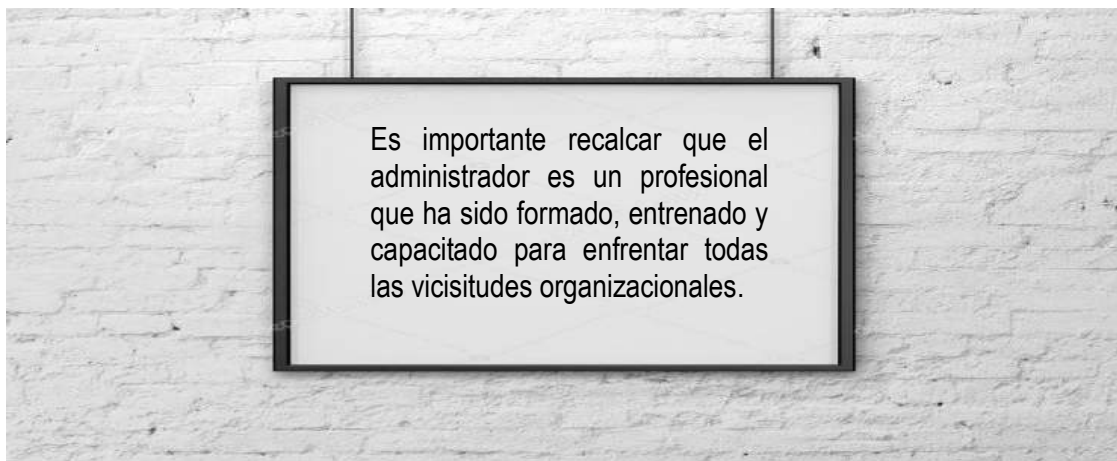 Es importante recalcar que el
administrador es un profesional
que ha sido formado, entrenado y
capacitado para enfrentar todas
las vicisitudes organizacionales.